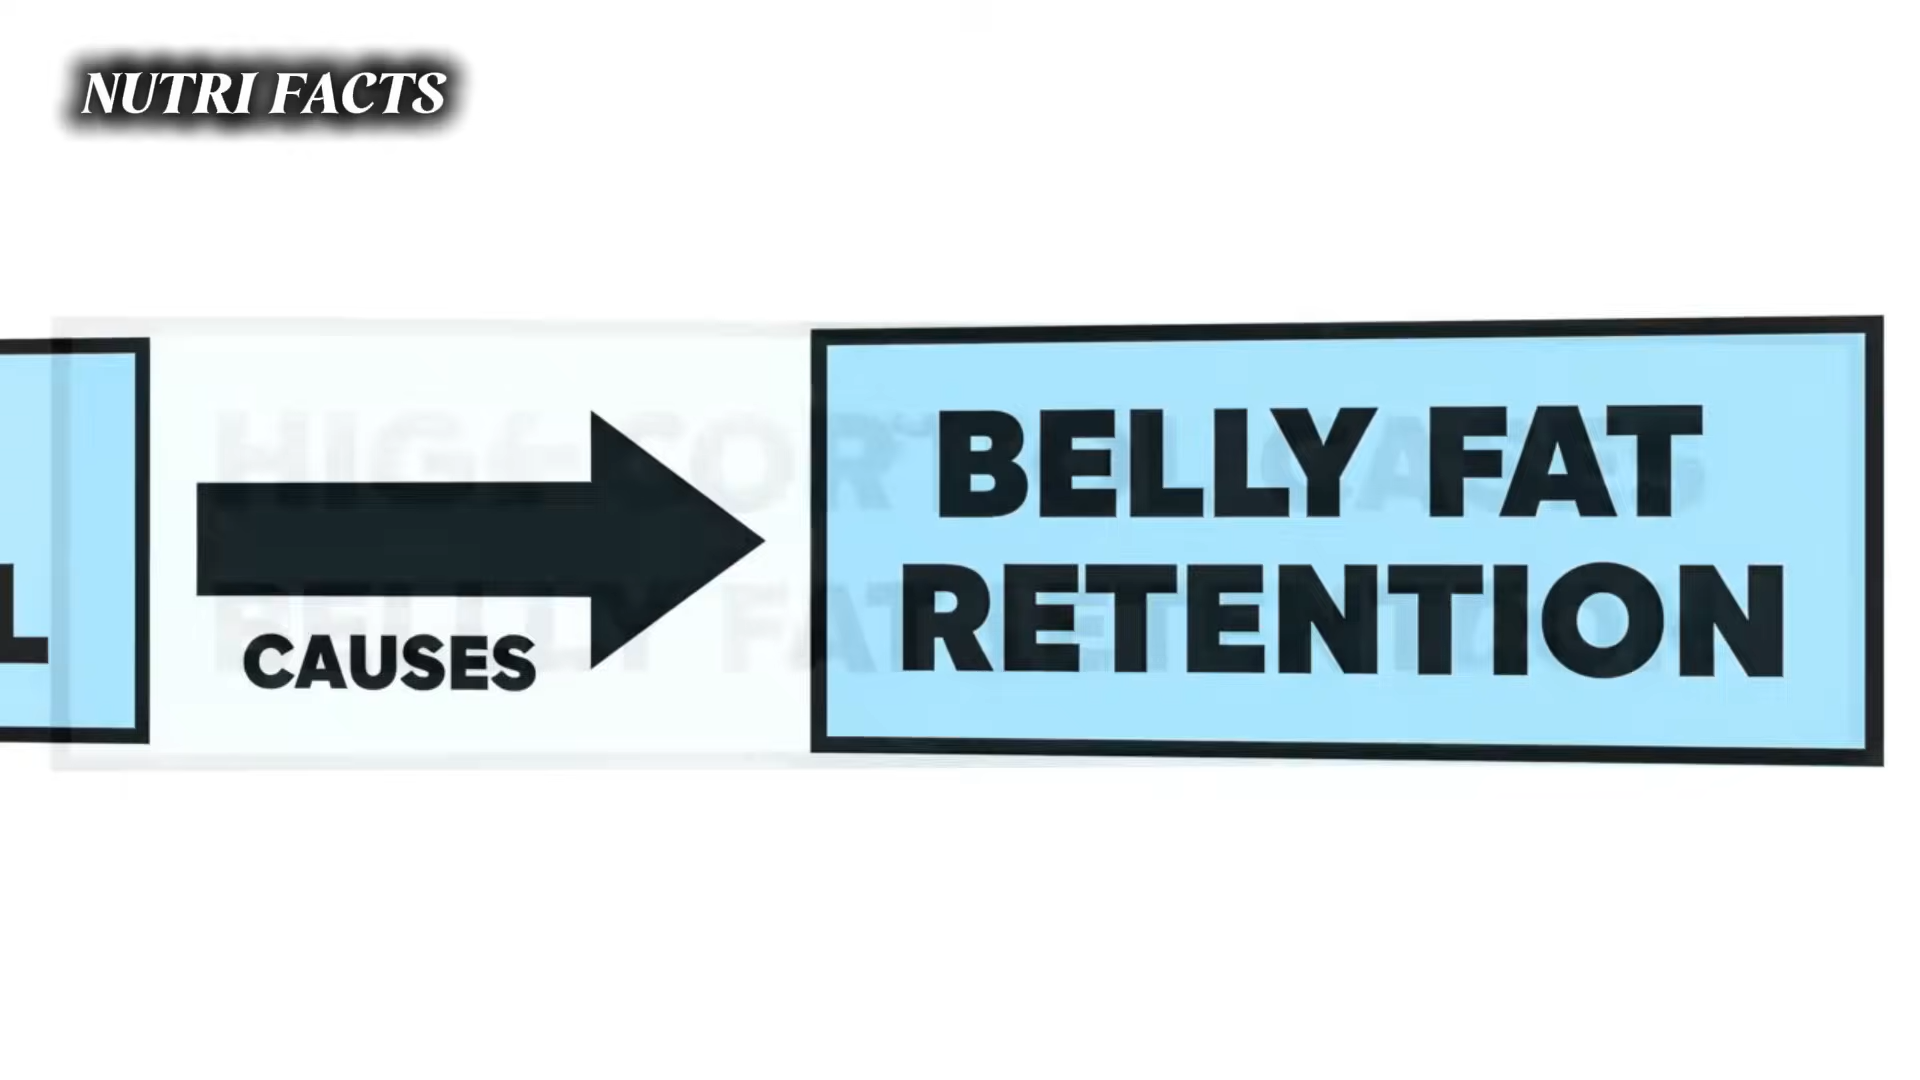 NUTRI FACTS
L
CAUSES
BELLY FAT
RETENTION